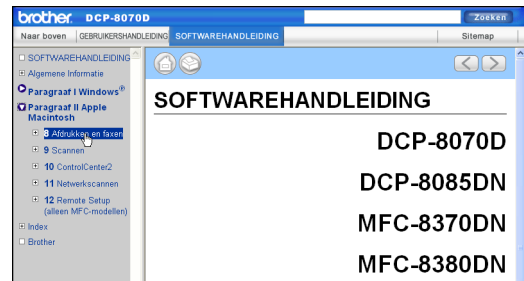 brother. DCP-8070D
Zoeken
Naar boven GEBRUIKERSHANDLEIDING SOFTWAREHANDLEIDING Sitemap
SOFTWAREHANDLEIDING
Algemene Informatie
Paragraaf I Windows®
Paragraaf II Apple
Macintosh
8 Afdrukken en faxen
9 Scannen
10 ControlCenter2
11 Netwerkscannen
12 Remote Setup
(alleen MFC-modellen)
Index
Brother
SOFTWAREHANDLEIDING
DCP-8070D
DCP-8085DN
MFC-8370DN
MFC-8380DN